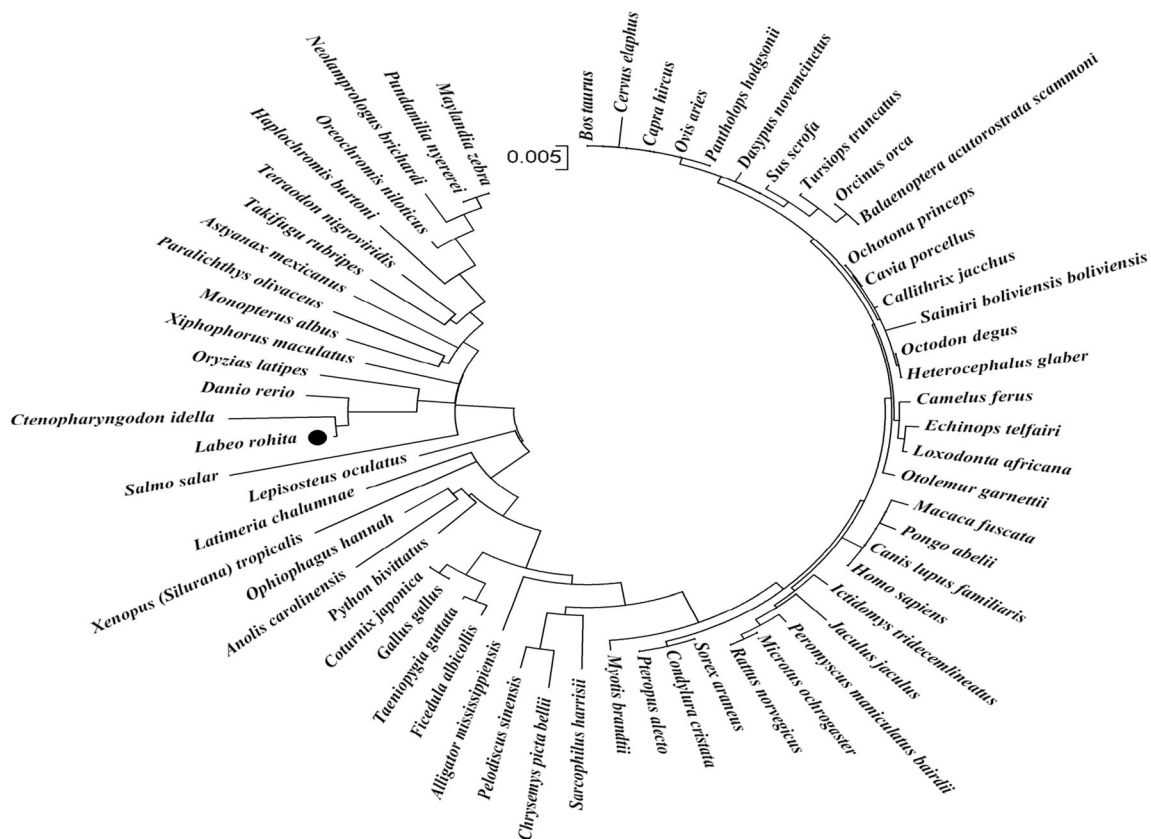 Bos taurus
Cervus elaphus
Capra hircus
Ovis aries
Pantholops hodgsonii
Dasypus novemcinctus
Sus scrofa
Tursiops truncatus
Orcinus orca
Balaenoptera acutorostrata scammoni
Ochotona princeps
Cavia porcellus
Callithrix jacchus
Saimiri boliviensis boliviensis
Octodon degus
Heterocephalus glaber
Camelus ferus
Echinops telfairi
Loxodonta africana
Otolemur garnettii
Macaca fuscata
Pongo abelii
Canis lupus familiaris
Homo sapiens
Ictidomys tridecemlineatus
Jaculus jaculus
Peromyscus maniculatus bairdii
Microtus ochrogaster
Rattus norvegicus
Sorex araneus
Condylura cristata
Pteropus alecto
Myotis brandtii
Sarcophilus harrisii
Chrysemys picta bellii
Pelodiscus sinensis
Alligator mississippiensis
Ficedula albicollis
Taeniopygia guttata
Gallus gallus
Coturnix japonica
Python bivittatus
Anolis carolinensis
Ophiophagus hannah
Xenopus (Silurana) tropicalis
Latimeria chalumnae
Lepisosteus oculatus
Salmo salar
Labeo rohita
Ctenopharyngodon idella
Danio rerio
Oryzias latipes
Xiphophorus maculatus
Monopterus albus
Paralichthys olivaceus
Astyanax mexicanus
Takifugu rubripes
Tetraodon nigroviridis
Haplochromis burtoni
Oreochromis niloticus
Neolamprologus brichardi
Pundamilia nyererei
Maylandia zebra
0.005